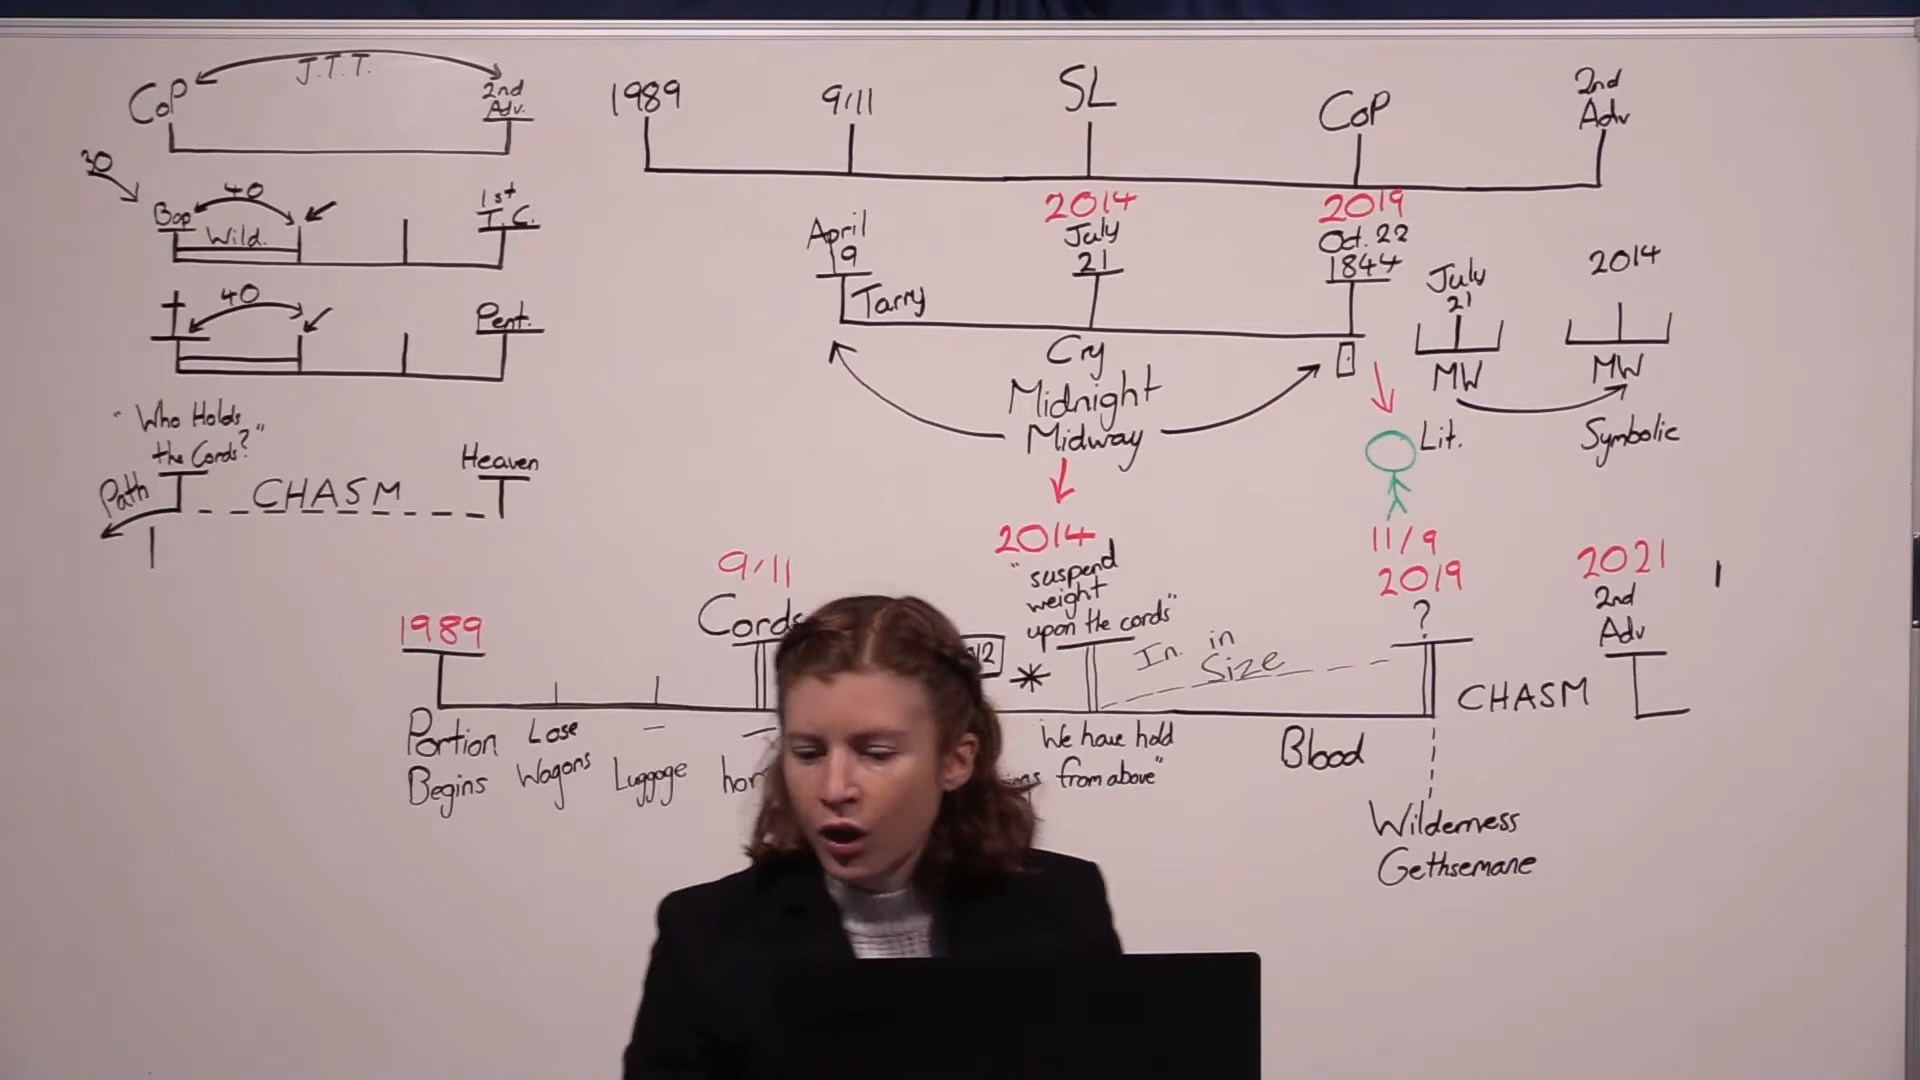 CoP J.T.T. 2nd
Adv.
30
Bap 40 1st
Wild. T.C.
40 Pent.
"Who Holds
the Cords?"
Path CHASM Heaven
1989 9/11 SL CoP 2nd
Adv
2014 2019
April July Oct. 22
19 21 1844
Tarry
Cry
Midnight
Midway
July
21
MW
2014
MW
Symbolic
Lit.
1989
9/11
Cords
2014
"suspend
weight
upon the cords"
In. in
Size
11/9
2019
?
2021
2nd
Adv
CHASM
Portion
Begins
Lose
Wagons
Luggage
We have hold
from above"
Blood
Wilderness
Gethsemane